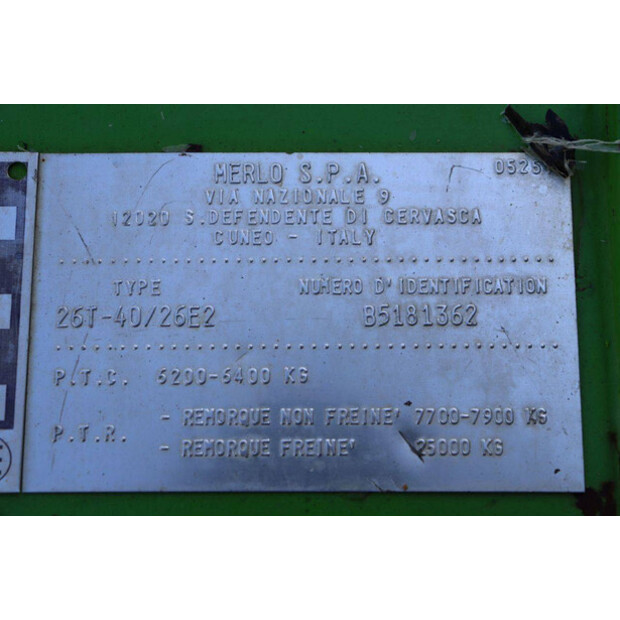 MERLO S.P.A.
VIA NAZIONALE 9
12020 S.DEFENDENTE DI CERVASCA
CUNEO - ITALY
TYPE NUMERO D'IDENTIFICATION
26T-40/26E2 B5181362
P.T.C. 6200-6400 KG
P.T.R. - REMORQUE NON FREINE' 7700-7900 KG
- REMORQUE FREINE' 25000 KG